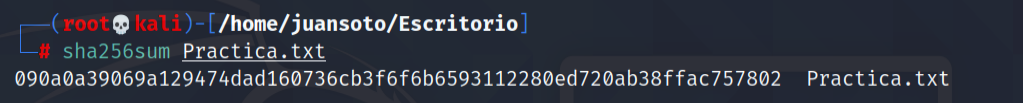 ┌──(root💀kali)-[/home/juansoto/Escritorio]
└─# sha256sum Practica.txt
090a0a39069a129474dad160736cb3f6f6b6593112280ed720ab38ffac757802  Practica.txt